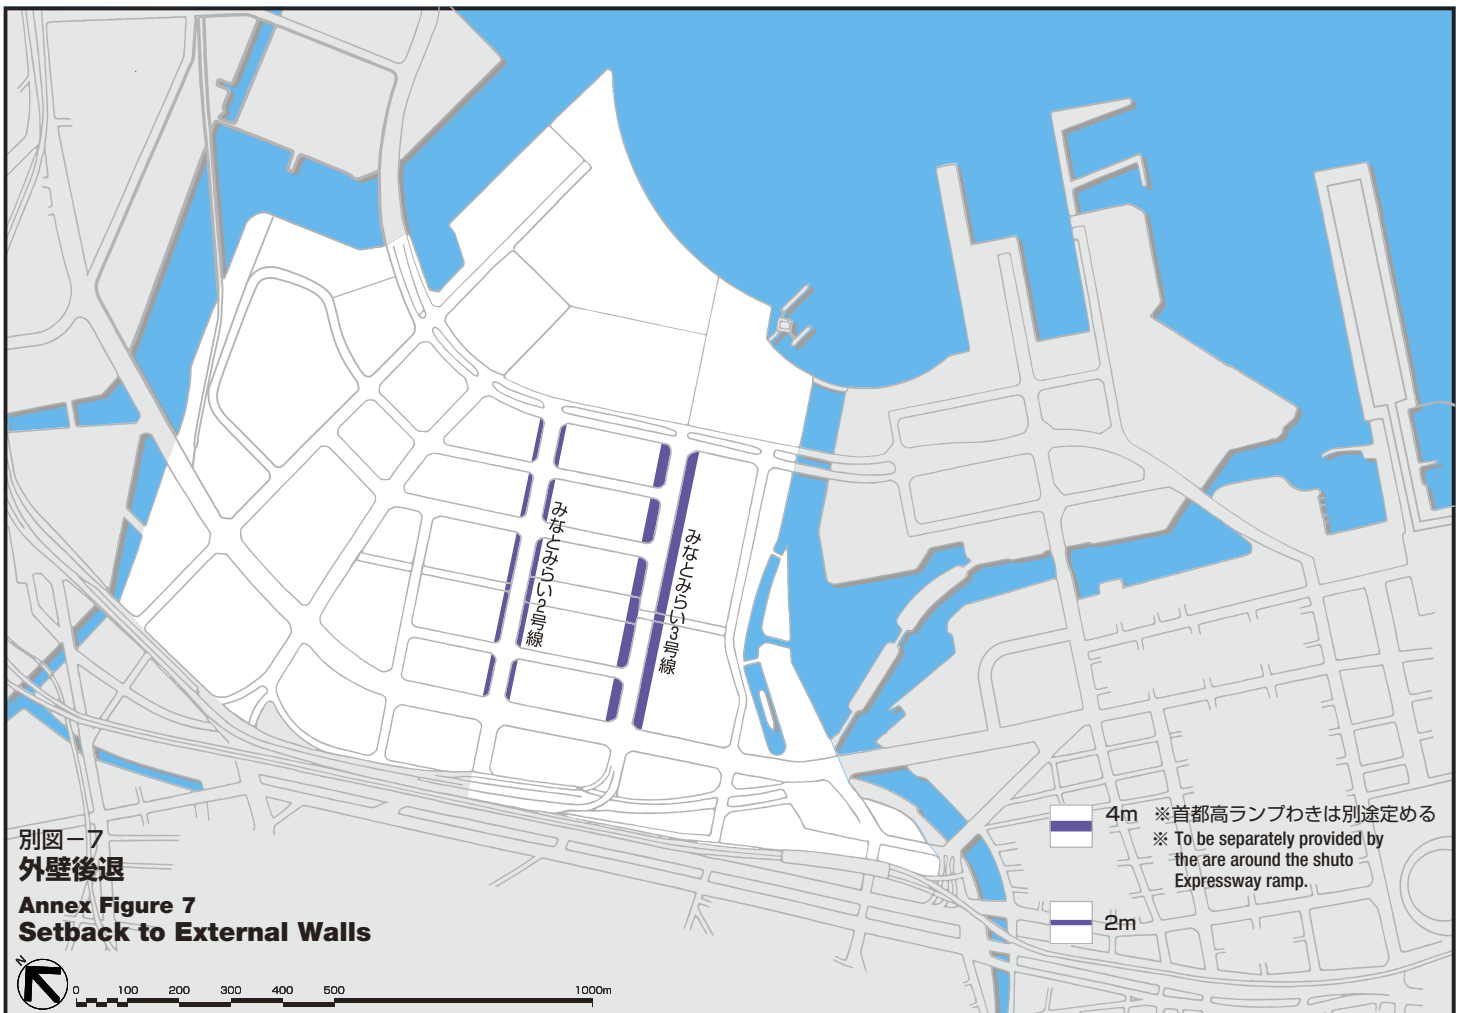 みなとみらい2号線
みなとみらい3号線
4m ※首都高ランプわきは別途定める
※ To be separately provided by
the are around the shuto
Expressway ramp.
2m
別図−7
外壁後退
Annex Figure 7
Setback to External Walls
N
0 100 200 300 400 500 1000m